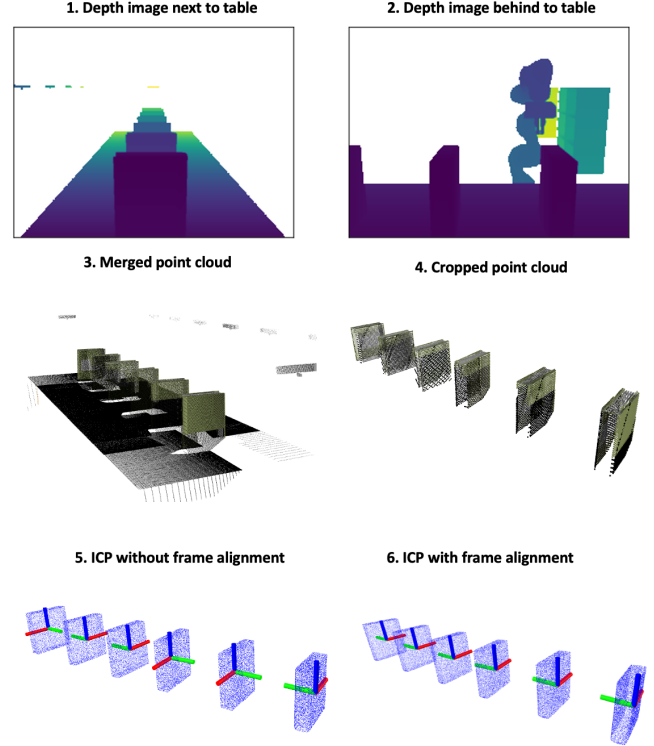 1. Depth image next to table
2. Depth image behind to table
3. Merged point cloud
4. Cropped point cloud
5. ICP without frame alignment
6. ICP with frame alignment